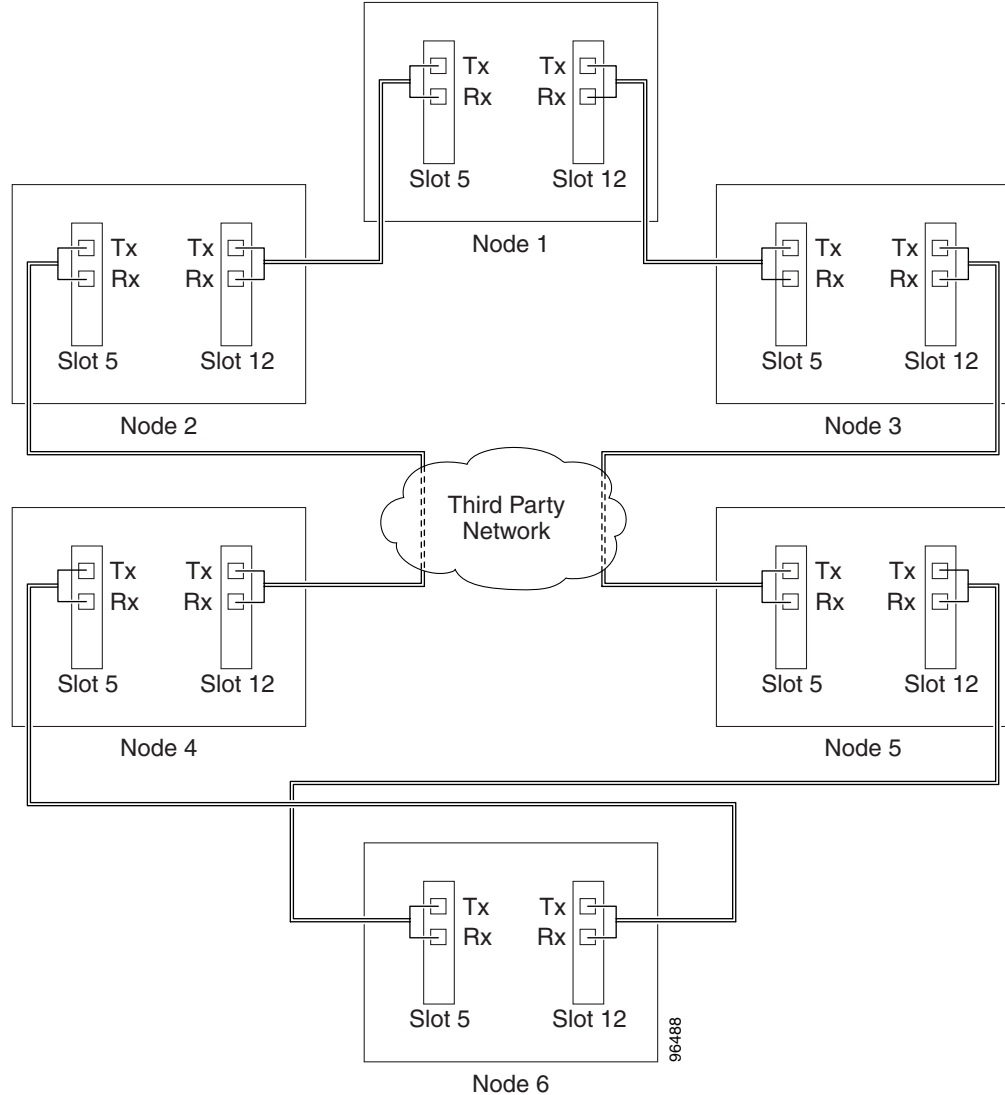 Tx Tx
Rx Rx
Slot 5 Slot 12
Node 1
Tx Tx
Rx Rx
Slot 5 Slot 12
Node 2
Tx Tx
Rx Rx
Slot 5 Slot 12
Node 3
Third Party
Network
Tx Tx
Rx Rx
Slot 5 Slot 12
Node 4
Tx Tx
Rx Rx
Slot 5 Slot 12
Node 5
Tx Tx
Rx Rx
Slot 5 Slot 12
Node 6
96488